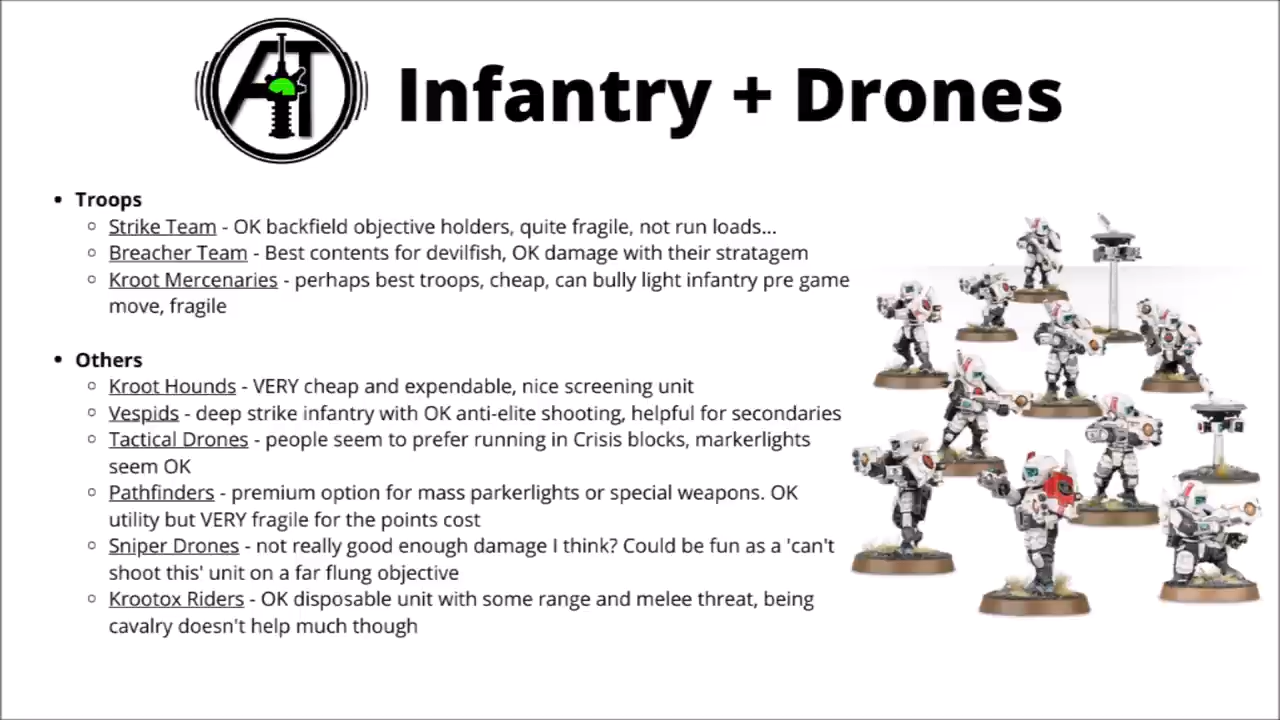 AT
Infantry + Drones
Troops
Strike Team - OK backfield objective holders, quite fragile, not run loads...
Breacher Team - Best contents for devilfish, OK damage with their stratagem
Kroot Mercenaries - perhaps best troops, cheap, can bully light infantry pre game
move, fragile
Others
Kroot Hounds - VERY cheap and expendable, nice screening unit
Vespids - deep strike infantry with OK anti-elite shooting, helpful for secondaries
Tactical Drones - people seem to prefer running in Crisis blocks, markerlights
seem OK
Pathfinders - premium option for mass parkerlights or special weapons. OK
utility but VERY fragile for the points cost
Sniper Drones - not really good enough damage I think? Could be fun as a 'can't
shoot this' unit on a far flung objective
Krootox Riders - OK disposable unit with some range and melee threat, being
cavalry doesn't help much though